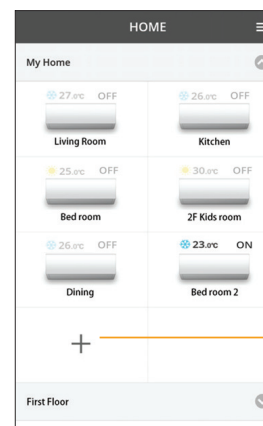 HOME
My Home
27.0°C OFF
26.0°C OFF
Living Room
Kitchen
25.0°C OFF
30.0°C OFF
Bed room
2F Kids room
26.0°C OFF
23.0°C ON
Dining
Bed room 2
+
First Floor